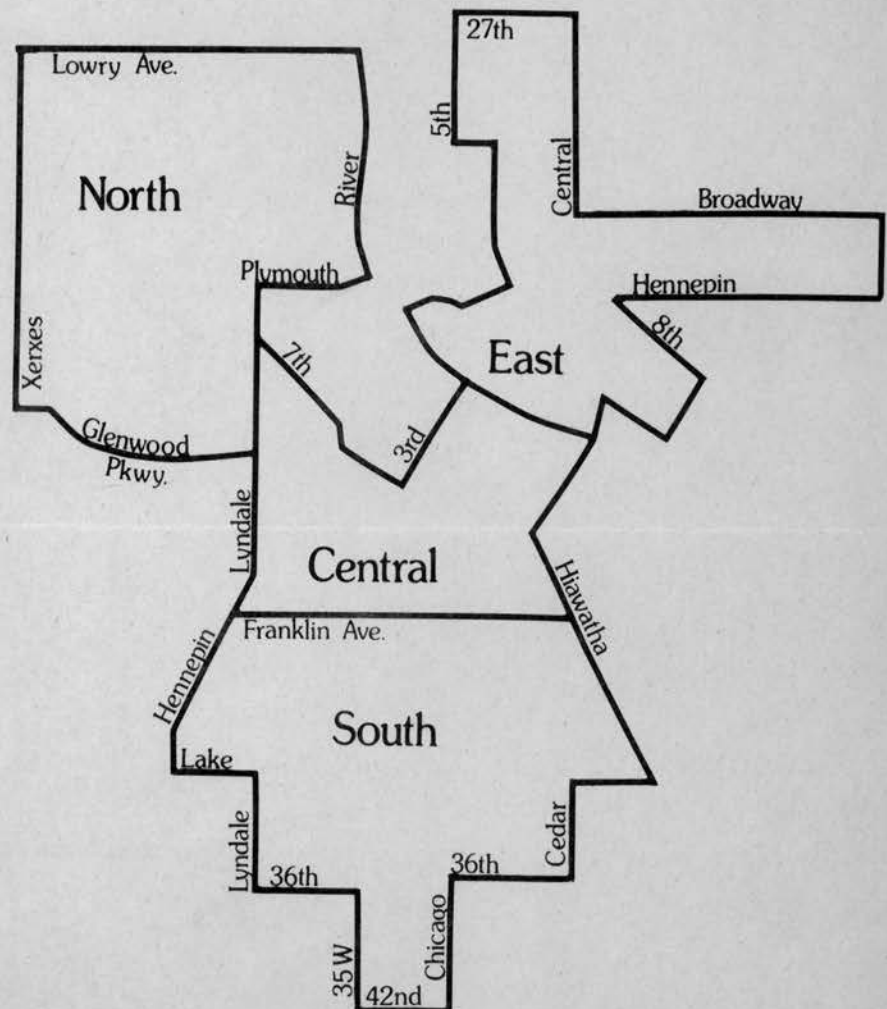 27th
Lowry Ave.
5th
Central
North
River
Broadway
Plymouth
Hennepin
8th
Xerxes
7th
East
Glenwood
Pkwy.
3rd
Lyndale
Central
Hiawatha
Franklin Ave.
Hennepin
South
Lake
Lyndale
Cedar
36th
36th
35W
Chicago
42nd